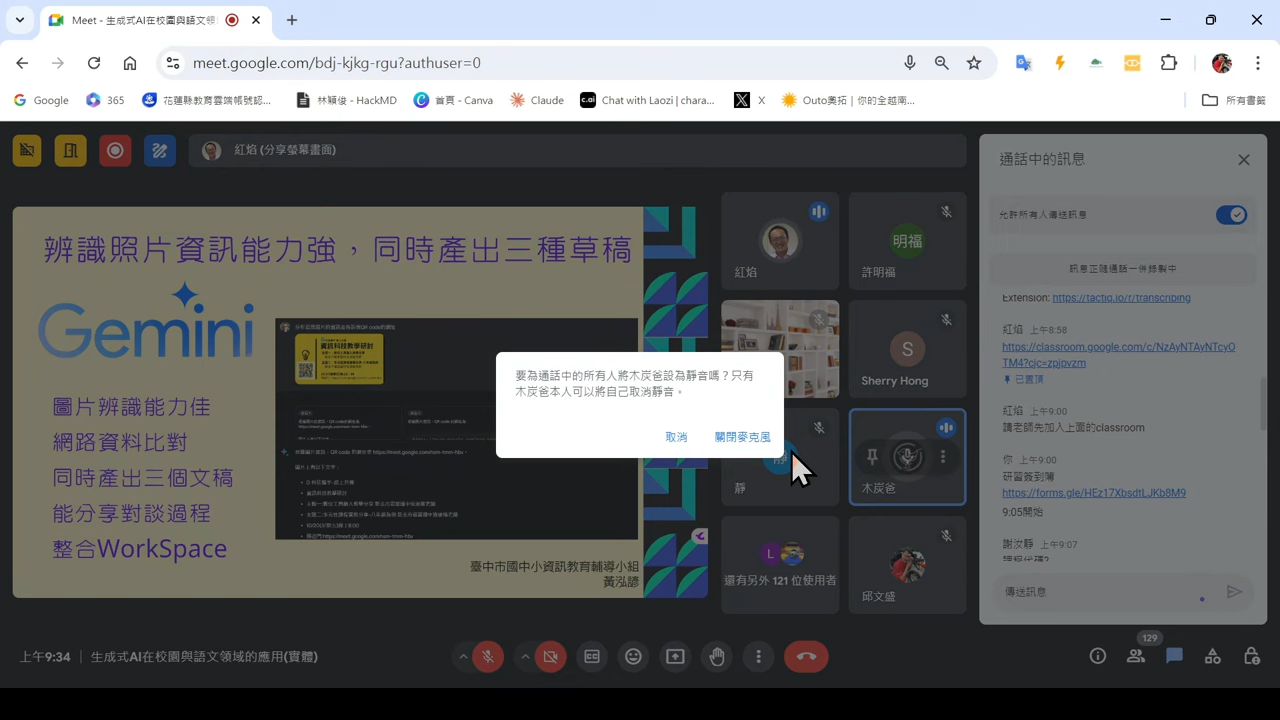 Meet - 生成式AI在校園與語文領
meet.google.com/bdj-kjkg-rgu?authuser=0
Google
365
花蓮縣教育雲端帳號認...
林穎俊 - HackMD
首頁 - Canva
Claude
c.ai
Chat with Laozi | chara...
X
Outo奧拓 | 你的全越南...
所有書籤
紅焰 (分享螢幕畫面)
辨識照片資訊能力強，同時產出三種草稿
Gemini
圖片辨識能力佳
網路資料比對
同時產出三個文稿
能分享對談過程
整合WorkSpace
資訊科技教學研討
臺中市國中小資訊教育輔導小組
黃泓諺
紅焰
明福
許明福
S
Sherry Hong
靜
靜
木炭爸
L
還有另外 121 位使用者
邱文盛
要為通話中的所有人將木炭爸設為靜音嗎？只有
木炭爸本人可以將自己取消靜音。
取消
關閉麥克風
通話中的訊息
允許所有人傳送訊息
訊息正隨通話一併錄製中
Extension: https://tactiq.io/r/transcribing
紅焰 上午8:58
https://classroom.google.com/c/NzAyNTAyNTcyO
TM4?cjc=zpjpvzm
已置頂
紅焰 上午9:00
請老師先加入上面的classroom
你 上午9:00
研習簽到簿
https://forms.gle/HEz17XbsdtLJKb8M9
9:05開始
謝汝靜 上午9:07
課程代碼?
傳送訊息
上午9:34
生成式AI在校園與語文領域的應用(實體)
129